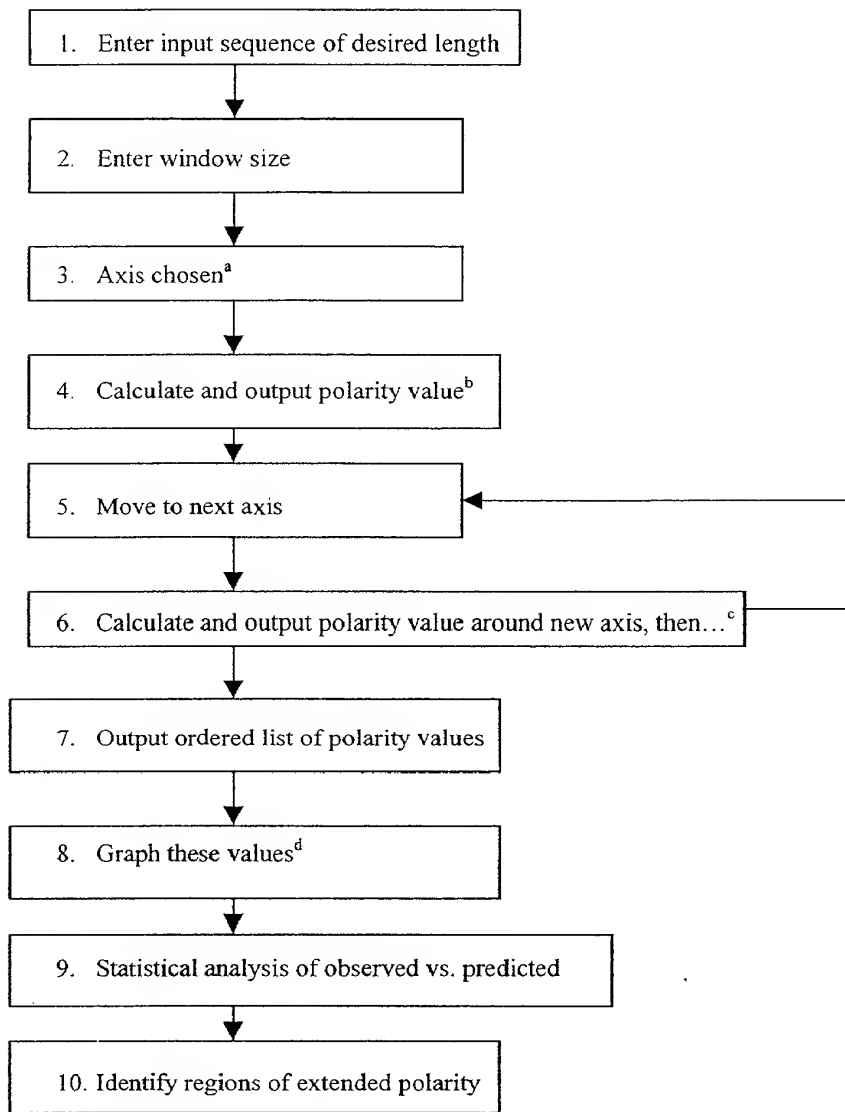 1. Enter input sequence of desired length
2. Enter window size
3. Axis chosen^a
4. Calculate and output polarity value^b
5. Move to next axis
6. Calculate and output polarity value around new axis, then…^c
7. Output ordered list of polarity values
8. Graph these values^d
9. Statistical analysis of observed vs. predicted
10. Identify regions of extended polarity